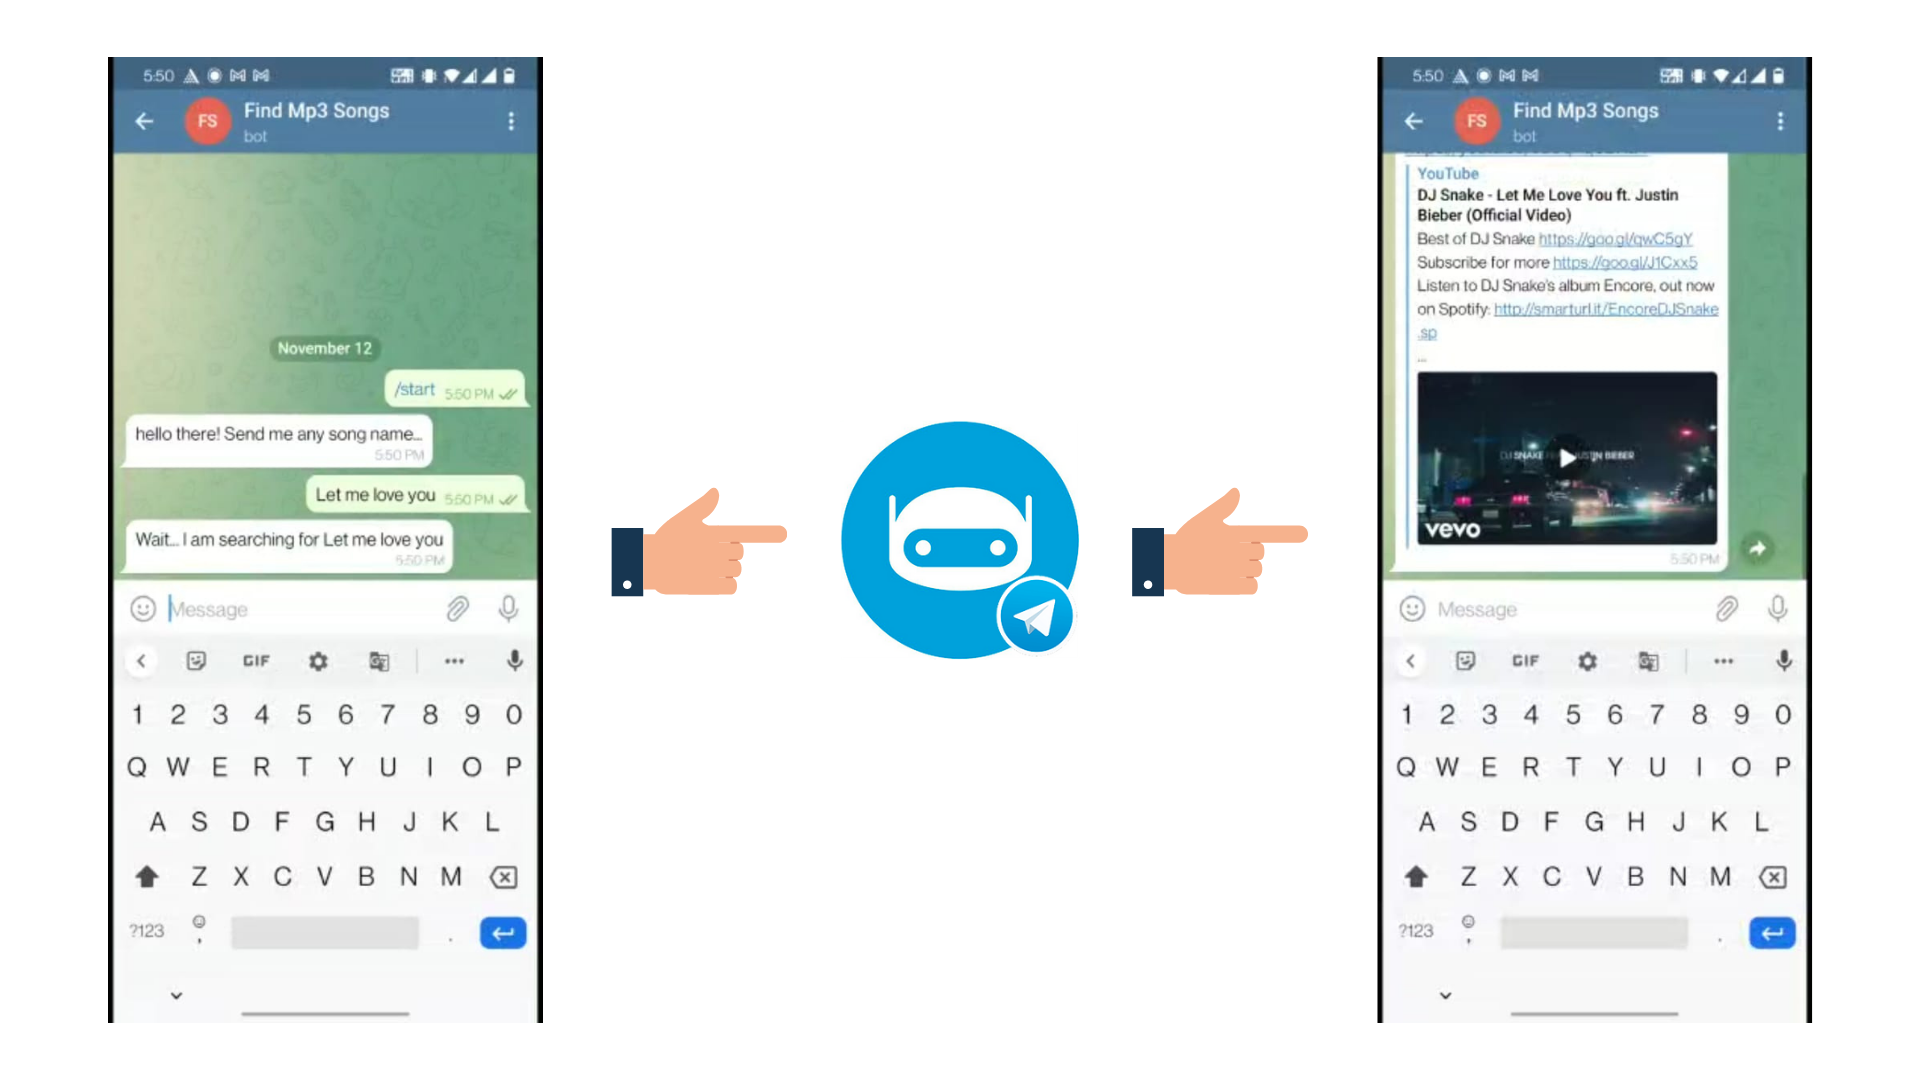 5:50
Find Mp3 Songs
FS
bot
November 12
/start 5:50 PM
hello there! Send me any song name...
5:50 PM
Let me love you 5:50 PM
Wait... I am searching for Let me love you
5:50 PM
Message
GIF
1 2 3 4 5 6 7 8 9 0
Q W E R T Y U I O P
A S D F G H J K L
Z X C V B N M
?123 , .
5:50
Find Mp3 Songs
FS
bot
YouTube
DJ Snake - Let Me Love You ft. Justin
Bieber (Official Video)
Best of DJ Snake https://goo.gl/qwC5gY
Subscribe for more https://goo.gl/J1Cxx5
Listen to DJ Snake's album Encore, out now
on Spotify: http://smarturl.it/EncoreDJSnake
.sp
...
DJ SNAKE JUSTIN BIEBER
vevo
5:50 PM
Message
GIF
1 2 3 4 5 6 7 8 9 0
Q W E R T Y U I O P
A S D F G H J K L
Z X C V B N M
?123 , .